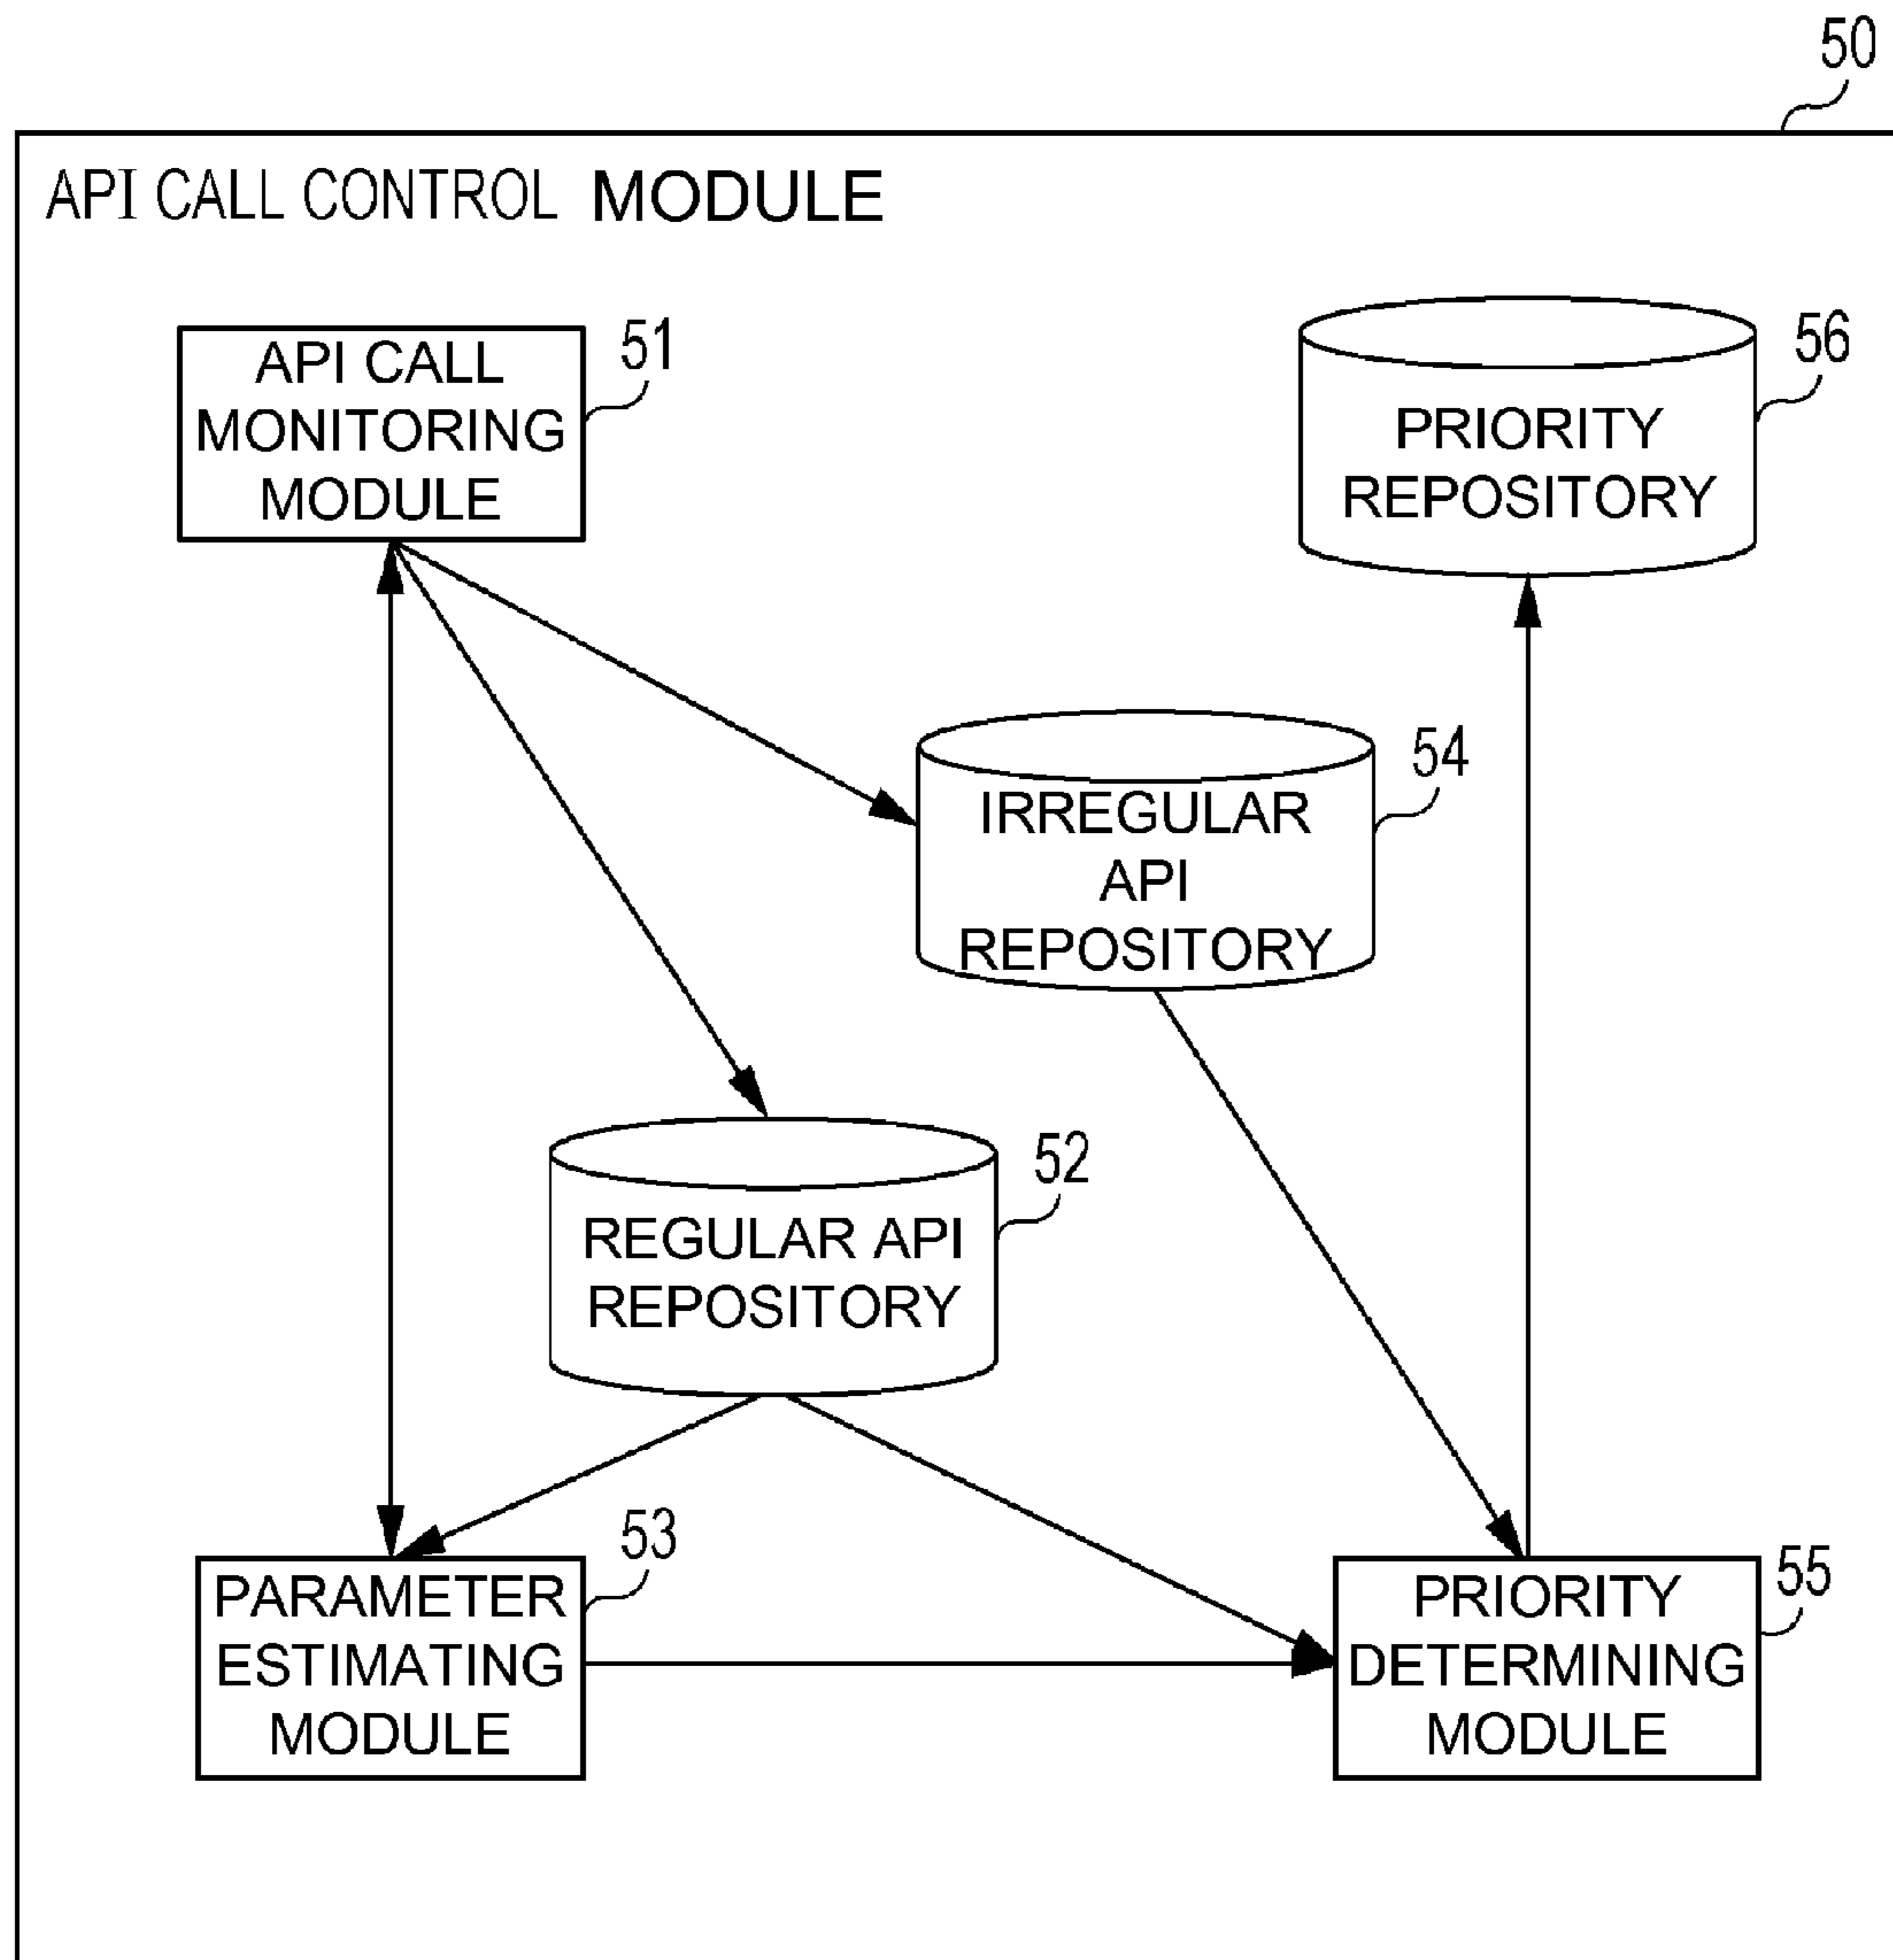 50
API CALL CONTROL MODULE
API CALL
MONITORING
MODULE
51
PRIORITY
REPOSITORY
56
IRREGULAR
API
REPOSITORY
54
REGULAR API
REPOSITORY
52
PARAMETER
ESTIMATING
MODULE
53
PRIORITY
DETERMINING
MODULE
55